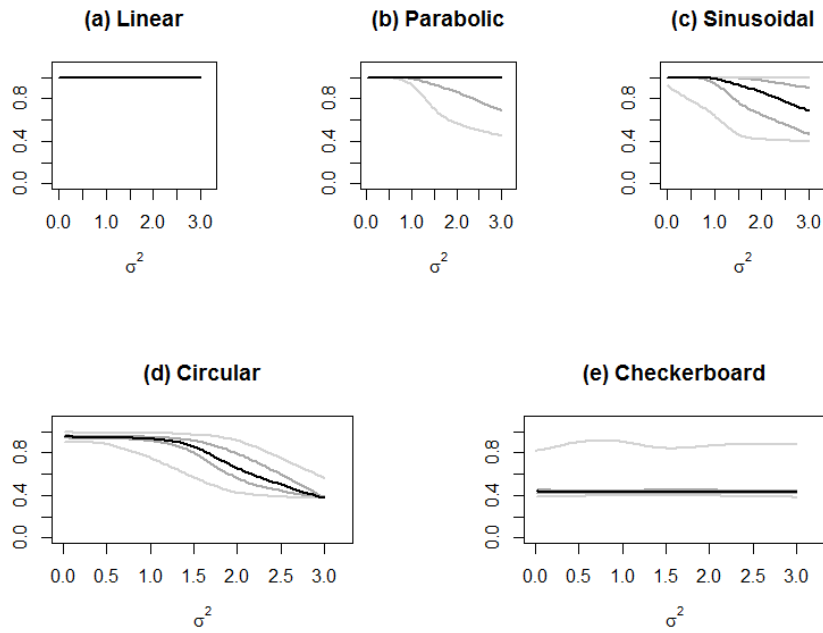 (a) Linear
(b) Parabolic
(c) Sinusoidal
0.0 0.4 0.8
0.0 1.0 2.0 3.0
σ²
0.0 0.4 0.8
0.0 1.0 2.0 3.0
σ²
0.0 0.4 0.8
0.0 1.0 2.0 3.0
σ²
(d) Circular
(e) Checkerboard
0.0 0.4 0.8
0.0 0.5 1.0 1.5 2.0 2.5 3.0
σ²
0.0 0.4 0.8
0.0 0.5 1.0 1.5 2.0 2.5 3.0
σ²